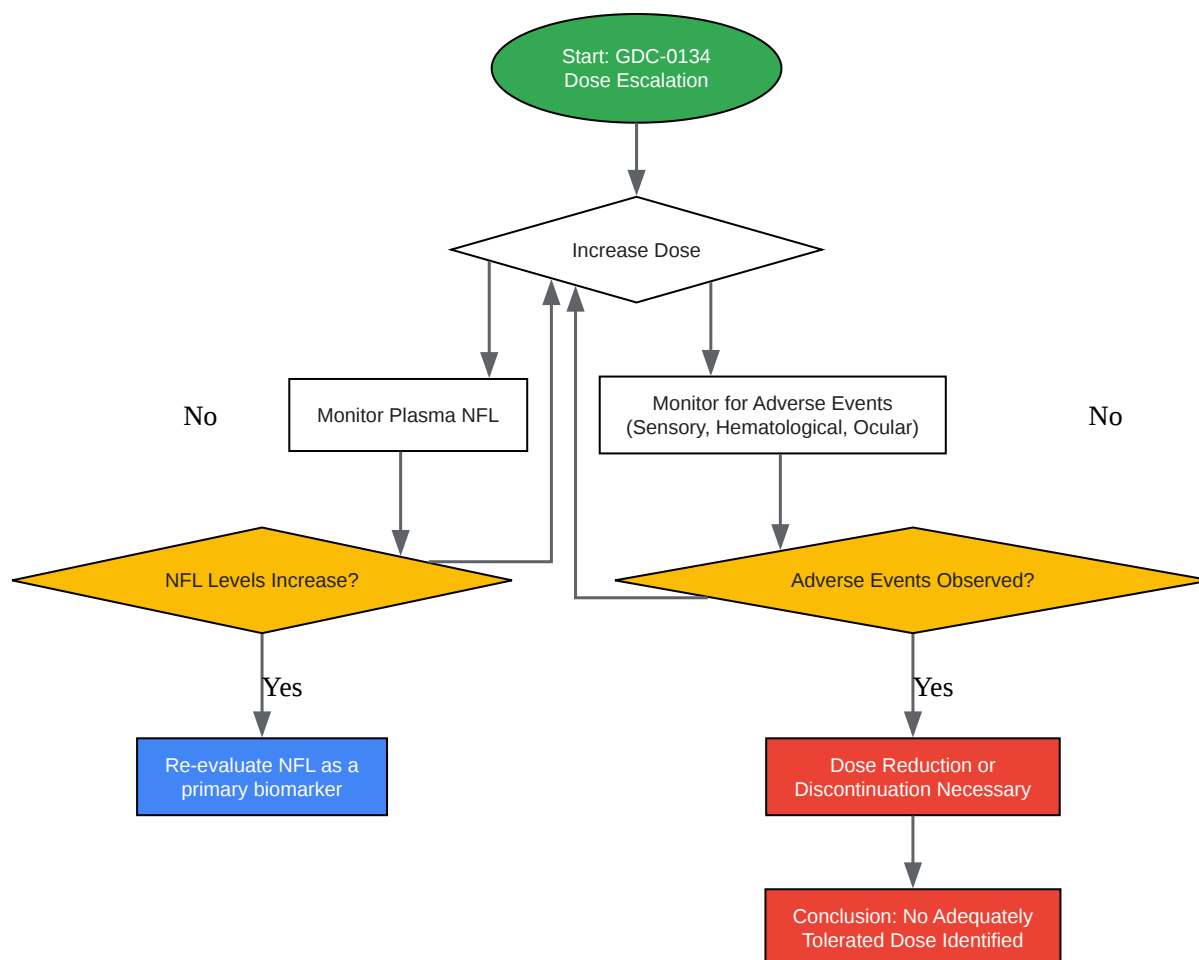 Start: GDC-0134
Dose Escalation
Increase Dose
No
Monitor Plasma NFL
Monitor for Adverse Events
(Sensory, Hematological, Ocular)
No
NFL Levels Increase?
Adverse Events Observed?
Yes
Yes
Re-evaluate NFL as a
primary biomarker
Dose Reduction or
Discontinuation Necessary
Conclusion: No Adequately
Tolerated Dose Identified